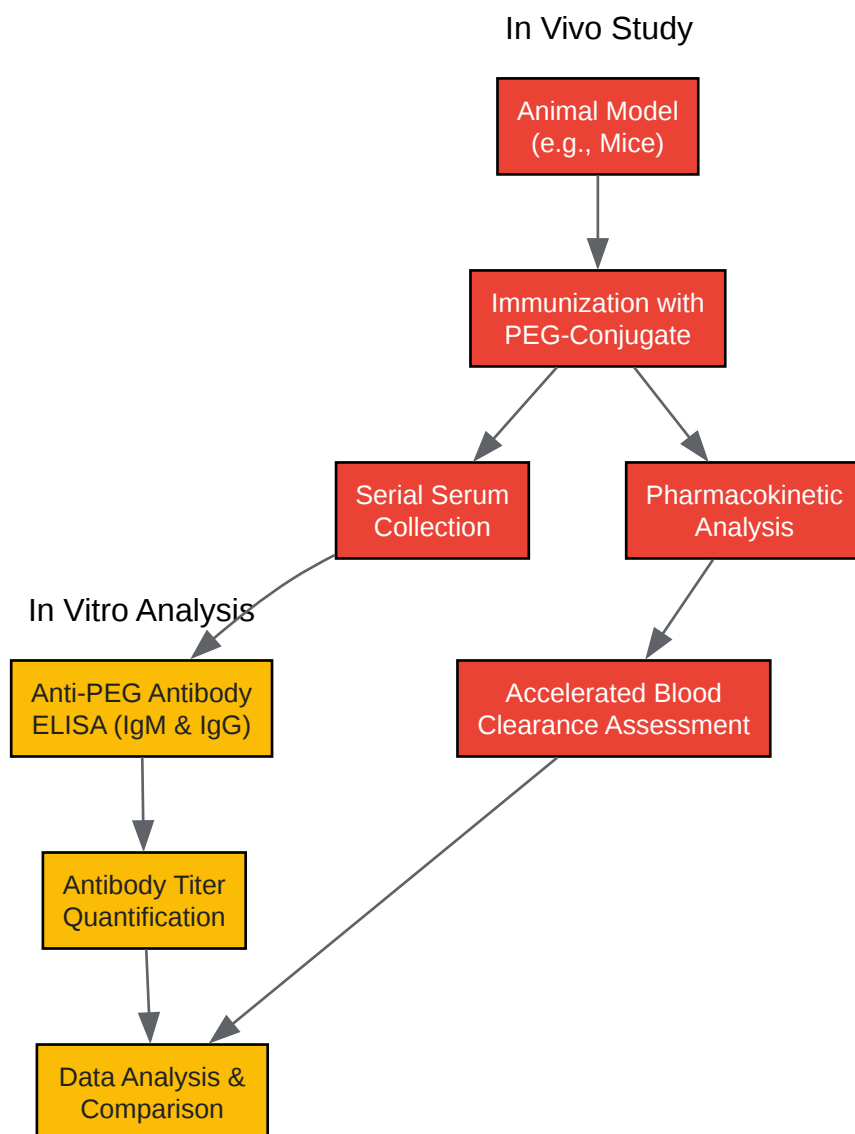 In Vivo Study
Animal Model
(e.g., Mice)
Immunization with
PEG-Conjugate
Serial Serum
Collection
Pharmacokinetic
Analysis
In Vitro Analysis
Anti-PEG Antibody
ELISA (IgM & IgG)
Accelerated Blood
Clearance Assessment
Antibody Titer
Quantification
Data Analysis &
Comparison